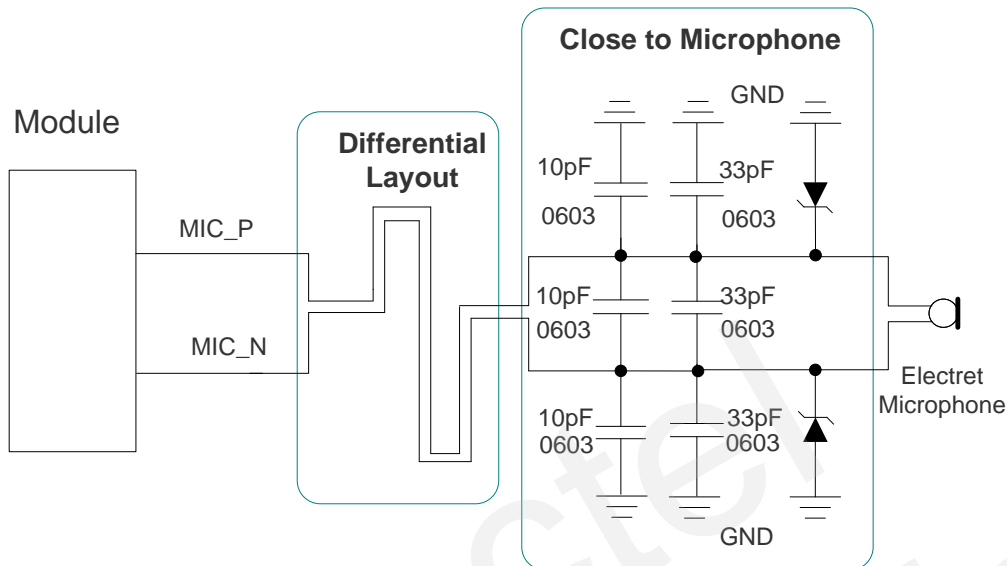 Close to Microphone
GND
Module
Differential
Layout
10pF
0603
33pF
0603
MIC_P
10pF
0603
33pF
0603
MIC_N
Electret
Microphone
10pF
0603
33pF
0603
GND